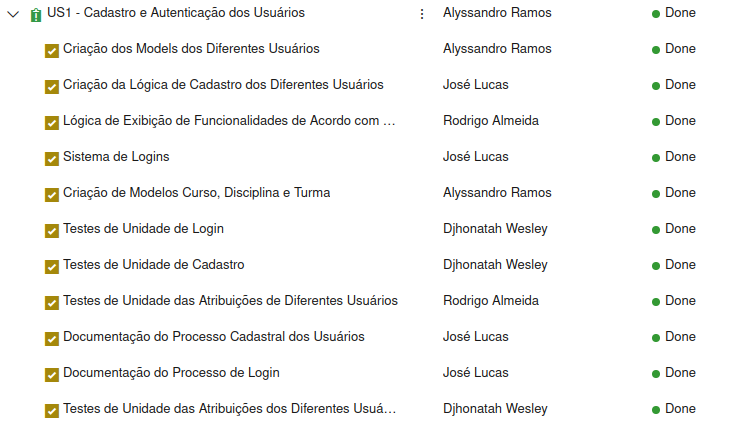 US1 - Cadastro e Autenticação dos Usuários Alyssandro Ramos Done
Criação dos Models dos Diferentes Usuários Alyssandro Ramos Done
Criação da Lógica de Cadastro dos Diferentes Usuários José Lucas Done
Lógica de Exibição de Funcionalidades de Acordo com ... Rodrigo Almeida Done
Sistema de Logins José Lucas Done
Criação de Modelos Curso, Disciplina e Turma Alyssandro Ramos Done
Testes de Unidade de Login Djhonatah Wesley Done
Testes de Unidade de Cadastro Djhonatah Wesley Done
Testes de Unidade das Atribuições de Diferentes Usuários Rodrigo Almeida Done
Documentação do Processo Cadastral dos Usuários José Lucas Done
Documentação do Processo de Login José Lucas Done
Testes de Unidade das Atribuições dos Diferentes Usuá... Djhonatah Wesley Done